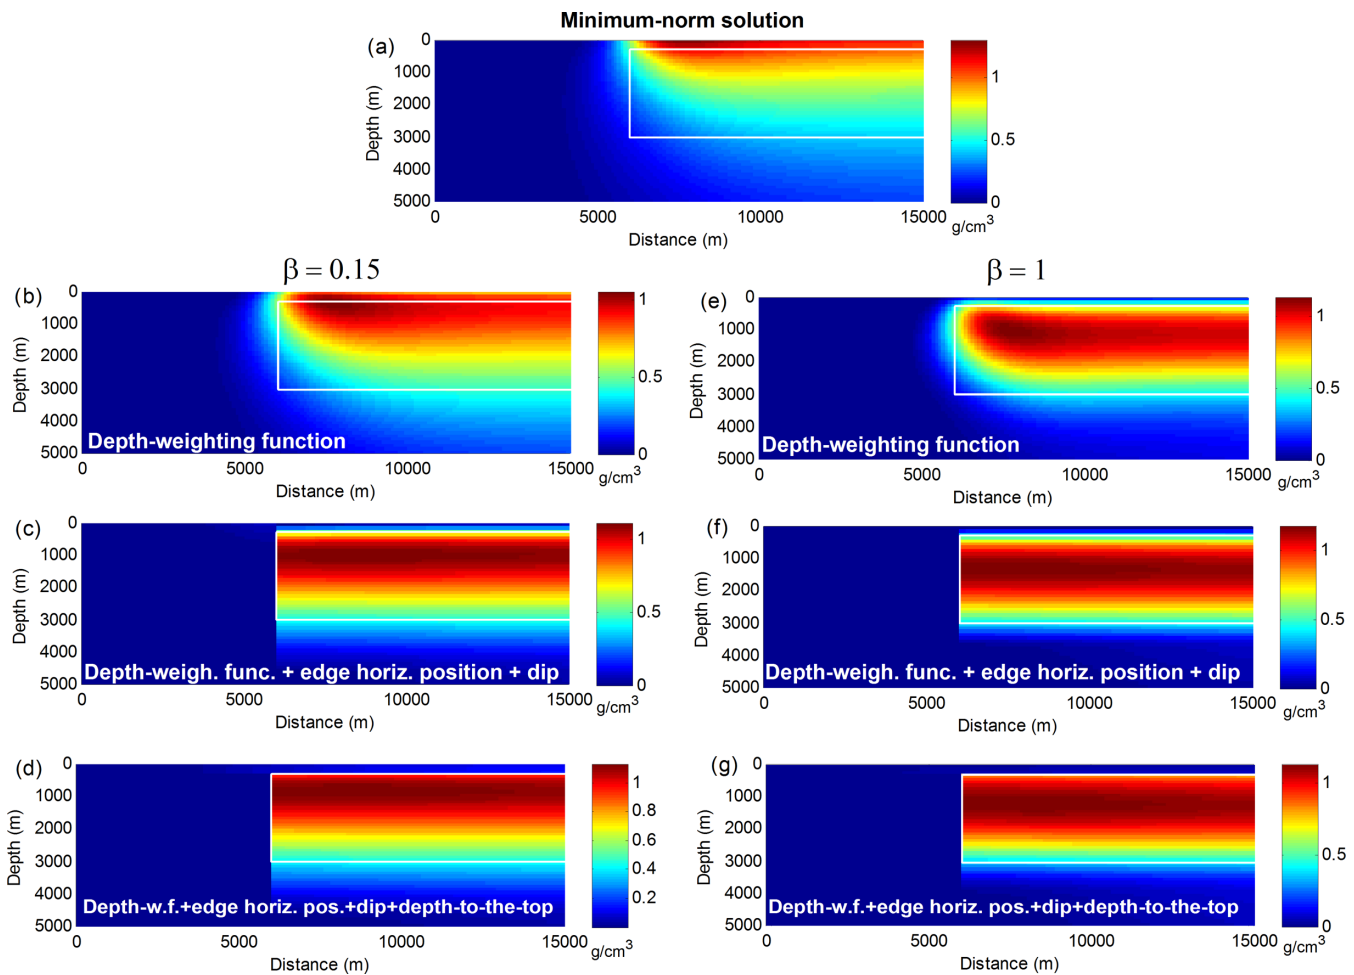 Minimum-norm solution
(a)
0
1000
2000
3000
4000
5000
Depth (m)
0
5000
10000
15000
Distance (m)
1
0.5
0
g/cm³
β = 0.15
(b)
0
1000
2000
3000
4000
5000
Depth (m)
Depth-weighting function
0
5000
10000
15000
Distance (m)
1
0.5
0
g/cm³
(c)
0
1000
2000
3000
4000
5000
Depth (m)
Depth-weigh. func. + edge horiz. position + dip
0
5000
10000
15000
Distance (m)
1
0.5
0
g/cm³
(d)
0
1000
2000
3000
4000
5000
Depth (m)
Depth-w.f.+edge horiz. pos.+dip+depth-to-the-top
0
5000
10000
15000
Distance (m)
1
0.8
0.6
0.4
0.2
g/cm³
β = 1
(e)
0
1000
2000
3000
4000
5000
Depth (m)
Depth-weighting function
0
5000
10000
15000
Distance (m)
1
0.5
0
g/cm³
(f)
0
1000
2000
3000
4000
5000
Depth (m)
Depth-weigh. func. + edge horiz. position + dip
0
5000
10000
15000
Distance (m)
1
0.5
0
g/cm³
(g)
0
1000
2000
3000
4000
5000
Depth (m)
Depth-w.f.+edge horiz. pos.+dip+depth-to-the-top
0
5000
10000
15000
Distance (m)
1
0.5
0
g/cm³